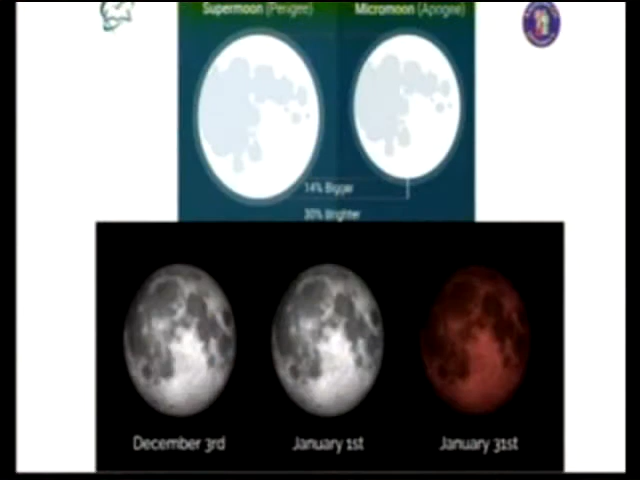 Supermoon (Perigee) Micromoon (Apogee)
14% Bigger
30% Brighter
December 3rd January 1st January 31st